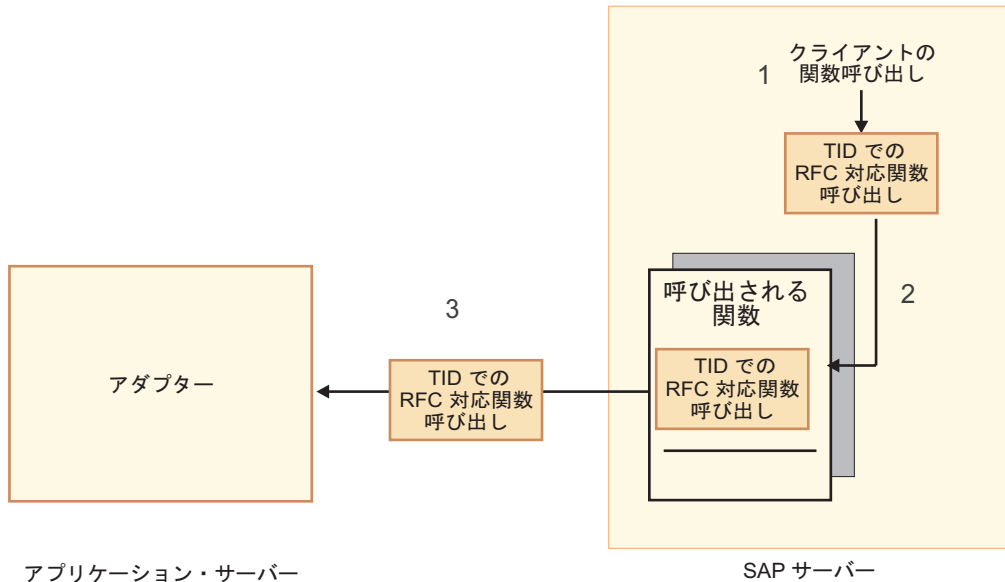 1
クライアントの
関数呼び出し
TID での
RFC 対応関数
呼び出し
2
呼び出される
関数
TID での
RFC 対応関数
呼び出し
3
TID での
RFC 対応関数
呼び出し
アダプター
アプリケーション・サーバー
SAP サーバー